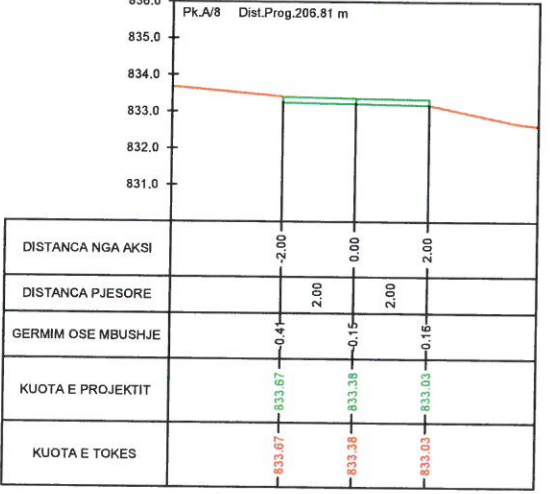 836.0
Pk.A/8 Dist.Prog.206.81 m
835.0
834.0
833.0
832.0
831.0
DISTANCA NGA AKSI -2.00 0.00 2.00
DISTANCA PJESORE 2.00 2.00
GERMIM OSE MBUSHJE -0.41 -0.15 -0.16
KUOTA E PROJEKTIT 833.67 833.38 833.03
KUOTA E TOKES 833.67 833.38 833.03